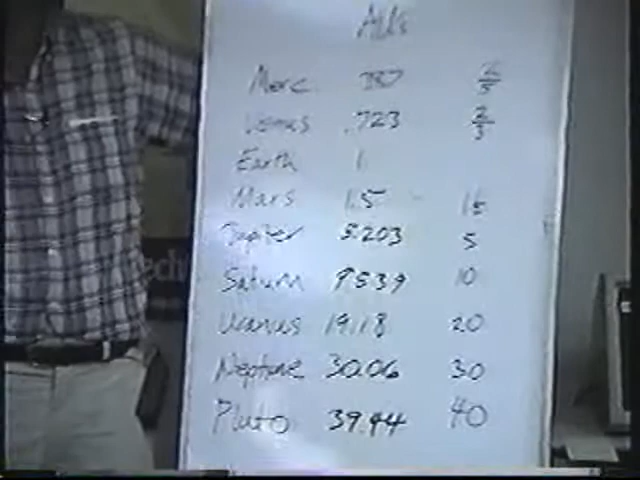 AUs
Merc .387 2/5
Venus .723 2/3
Earth 1
Mars 1.5 1.5
Jupiter 5.203 5
Saturn 9.539 10
Uranus 19.18 20
Neptune 30.06 30
Pluto 39.44 40